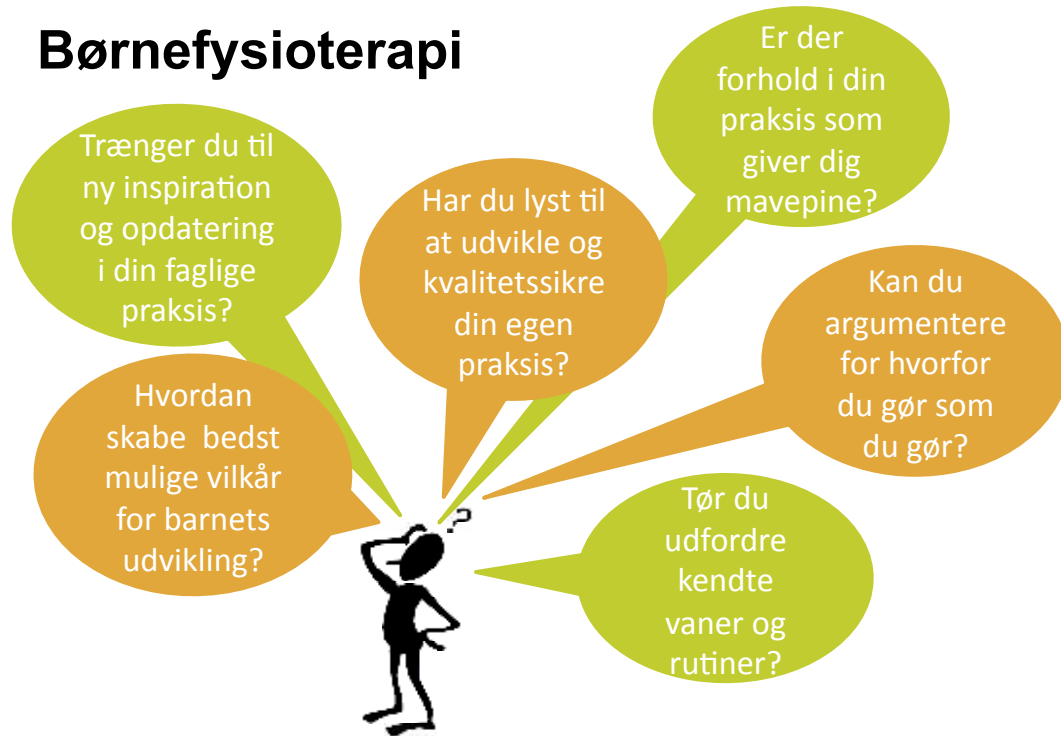 Børnefysioterapi
Trænger du til
ny inspiration
og opdatering
i din faglige
praksis?
Har du lyst til
at udvikle og
kvalitetssikre
din egen
praksis?
Er der
forhold i din
praksis som
giver dig
mavepine?
Kan du
argumentere
for hvorfor
du gør som
du gør?
Hvordan
skabe bedst
mulige vilkår
for barnets
udvikling?
Tør du
udfordre
kendte
vaner og
rutiner?
?